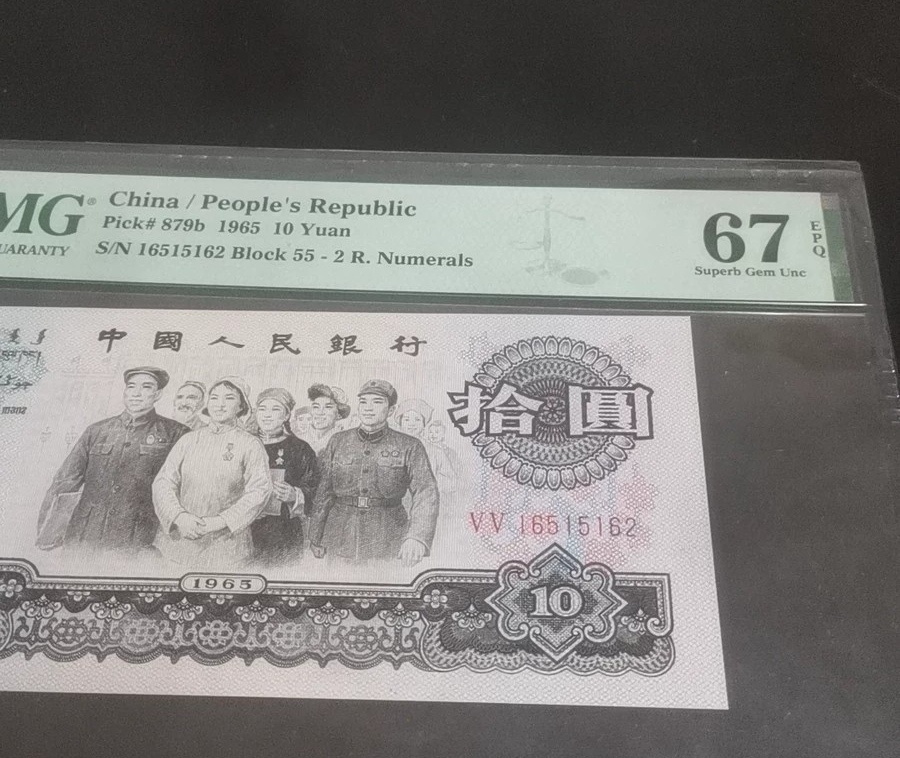 MG®
UARANTY
China / People's Republic
Pick# 879b 1965 10 Yuan
S/N 16515162 Block 55 - 2 R. Numerals
67
EPQ
Superb Gem Unc
中國人民銀行
拾圓
VV 16515162
1965
10